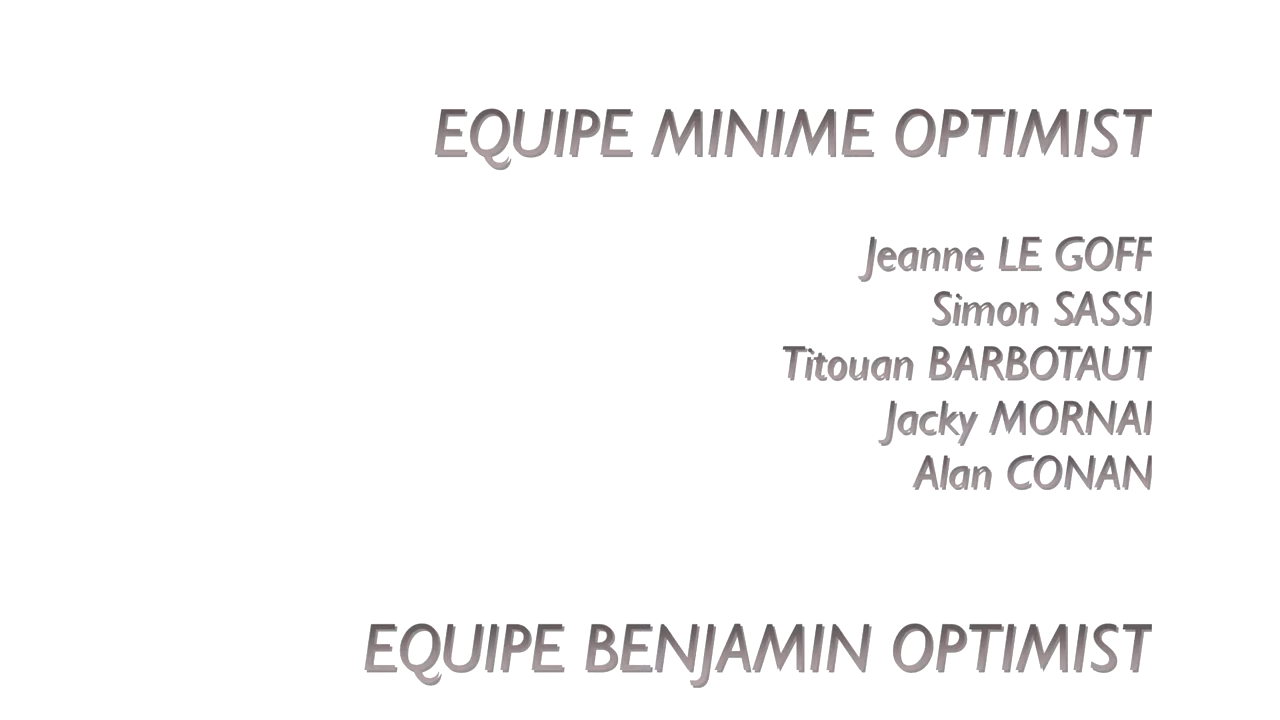 EQUIPE MINIME OPTIMIST
Jeanne LE GOFF
Simon SASSI
Titouan BARBOTAUT
Jacky MORNAI
Alan CONAN
EQUIPE BENJAMIN OPTIMIST